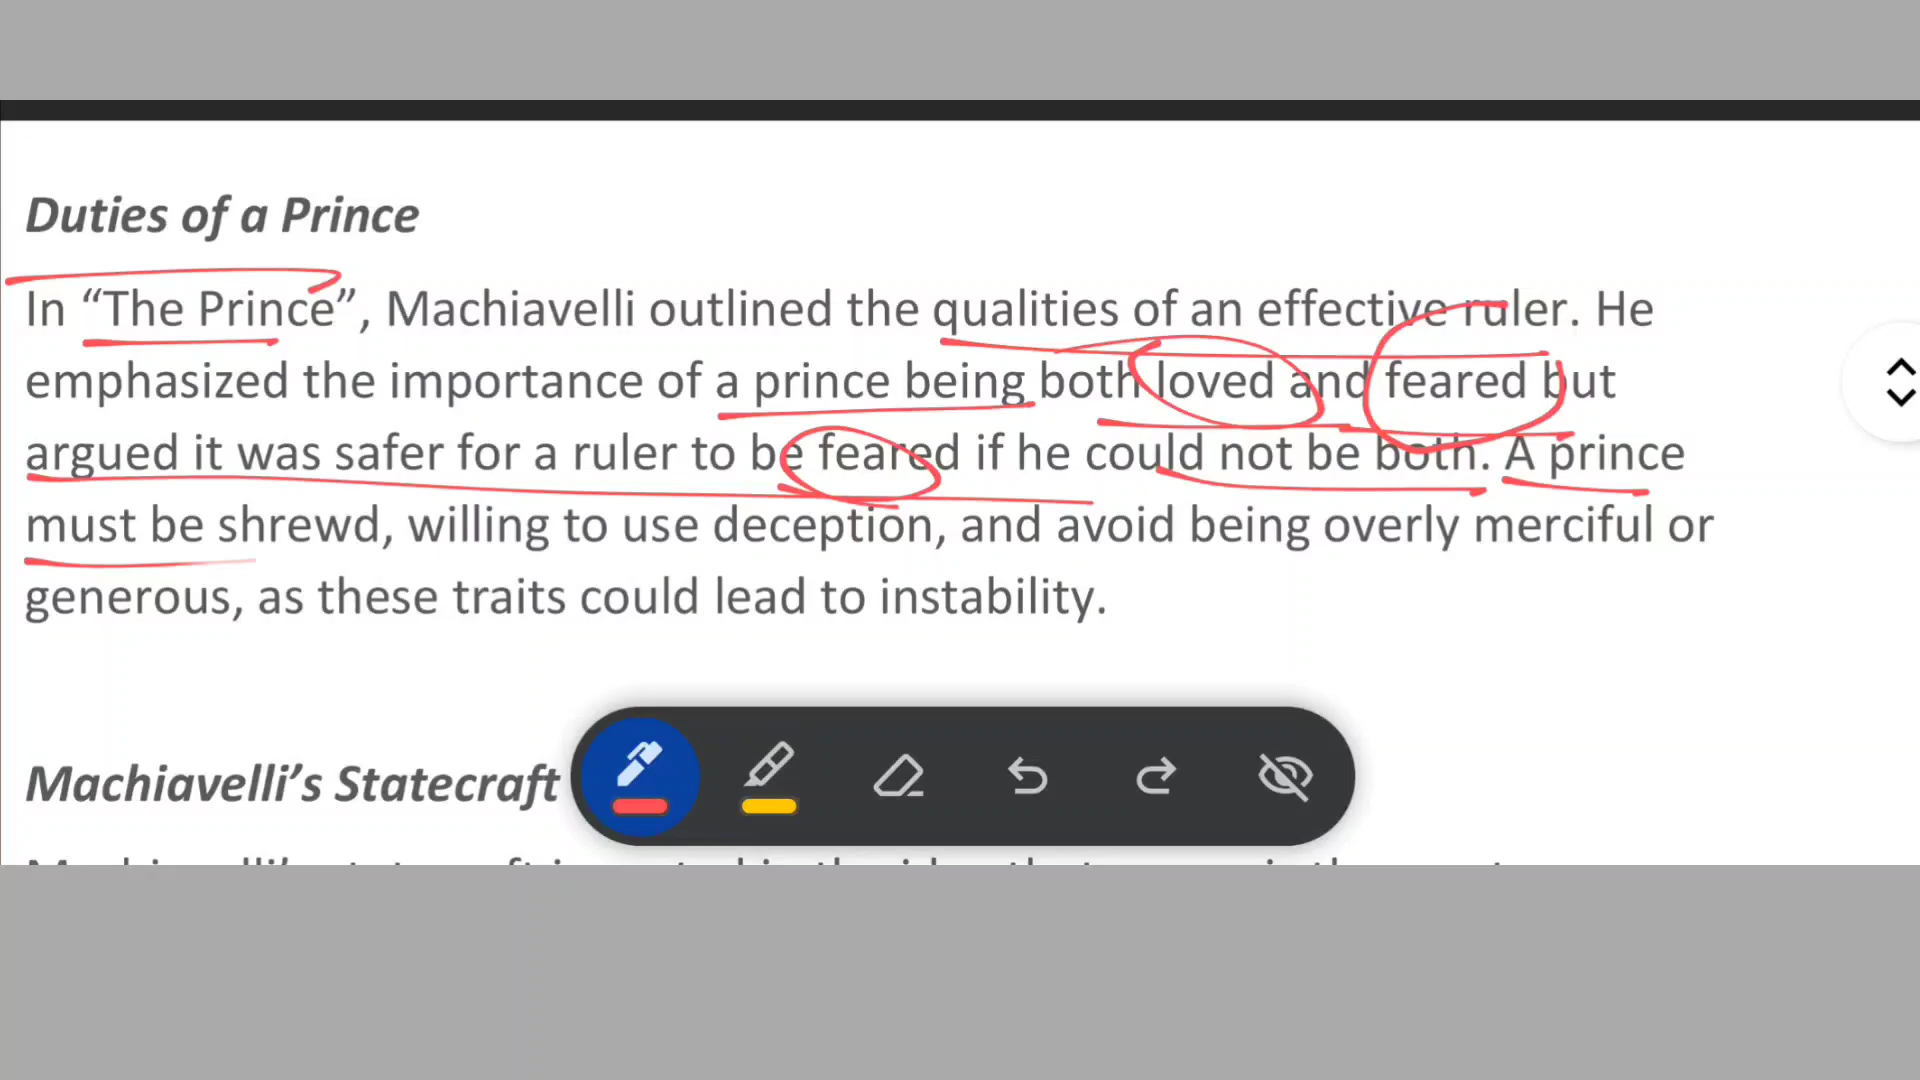 Duties of a Prince
In “The Prince”, Machiavelli outlined the qualities of an effective ruler. He
emphasized the importance of a prince being both loved and feared but
argued it was safer for a ruler to be feared if he could not be both. A prince
must be shrewd, willing to use deception, and avoid being overly merciful or
generous, as these traits could lead to instability.
Machiavelli’s Statecraft